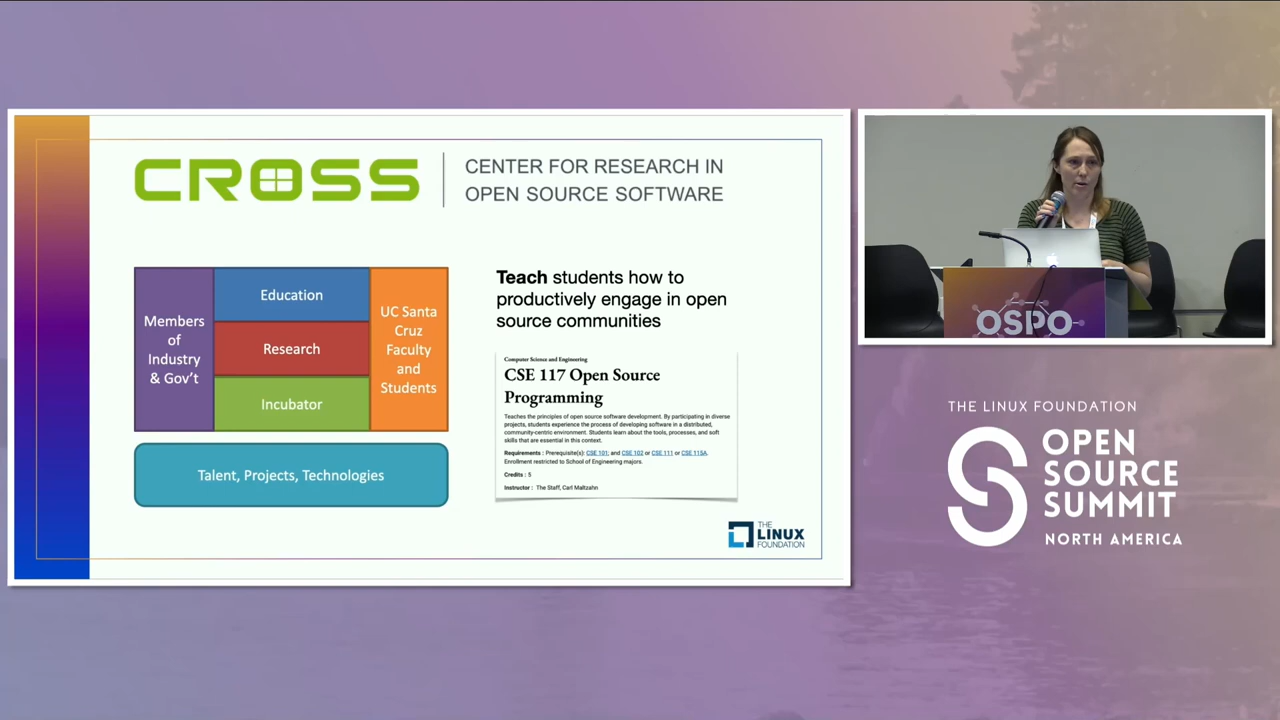 CROSS
CENTER FOR RESEARCH IN
OPEN SOURCE SOFTWARE
Members
of
Industry
& Gov't
Education
Research
Incubator
UC Santa
Cruz
Faculty
and
Students
Talent, Projects, Technologies
Teach students how to
productively engage in open
source communities
Computer Science and Engineering
CSE 117 Open Source
Programming
Teaches the principles of open source software development. By participating in diverse
projects, students experience the process of developing software in a distributed,
community-centric environment. Students learn about the tools, processes, and soft
skills that are essential in this context.
Requirements : Prerequisite(s): CSE 101; and CSE 102 or CSE 111 or CSE 115A.
Enrollment restricted to School of Engineering majors.
Credits : 5
Instructor : The Staff, Carl Maltzahn
THE
LINUX
FOUNDATION
OSPO
THE LINUX FOUNDATION
OPEN
SOURCE
SUMMIT
NORTH AMERICA